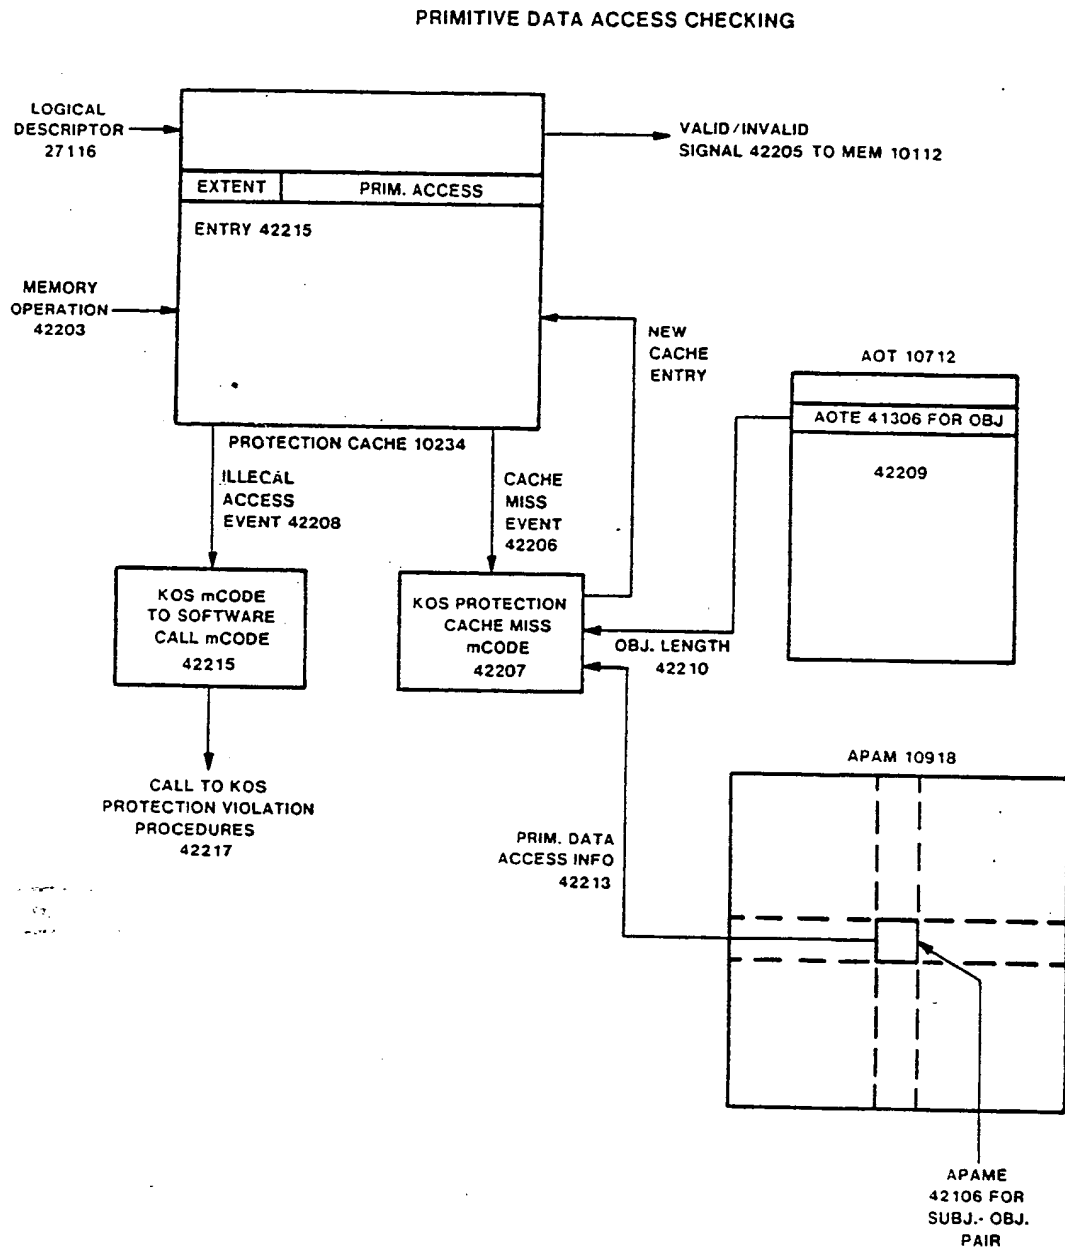 PRIMITIVE DATA ACCESS CHECKING
LOGICAL
DESCRIPTOR
27116
VALID/INVALID
SIGNAL 42205 TO MEM 10112
EXTENT
PRIM. ACCESS
ENTRY 42215
MEMORY
OPERATION
42203
NEW
CACHE
ENTRY
AOT 10712
AOTE 41306 FOR OBJ
42209
PROTECTION CACHE 10234
ILLEGAL
ACCESS
EVENT 42208
CACHE
MISS
EVENT
42206
KOS mCODE
TO SOFTWARE
CALL mCODE
42215
KOS PROTECTION
CACHE MISS
mCODE
42207
OBJ. LENGTH
42210
CALL TO KOS
PROTECTION VIOLATION
PROCEDURES
42217
APAM 10918
PRIM. DATA
ACCESS INFO
42213
APAME
42106 FOR
SUBJ.- OBJ.
PAIR